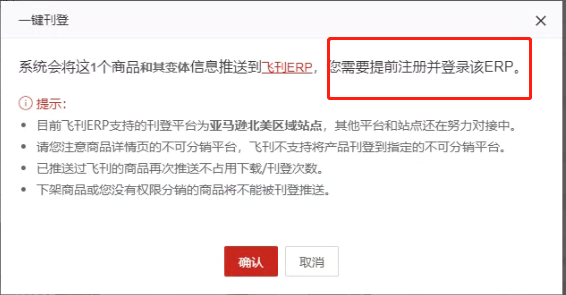 一键刊登
系统会将这1个商品和其变体信息推送到飞刊ERP，您需要提前注册并登录该ERP。
提示：
目前飞刊ERP支持的刊登平台为亚马逊北美区域站点，其他平台和站点还在努力对接中。
请您注意商品详情页的不可分销平台，飞刊不支持将产品刊登到指定的不可分销平台。
已推送过飞刊的商品再次推送不占用下载/刊登次数。
下架商品或您没有权限分销的商品将不能被刊登推送。
确认 取消